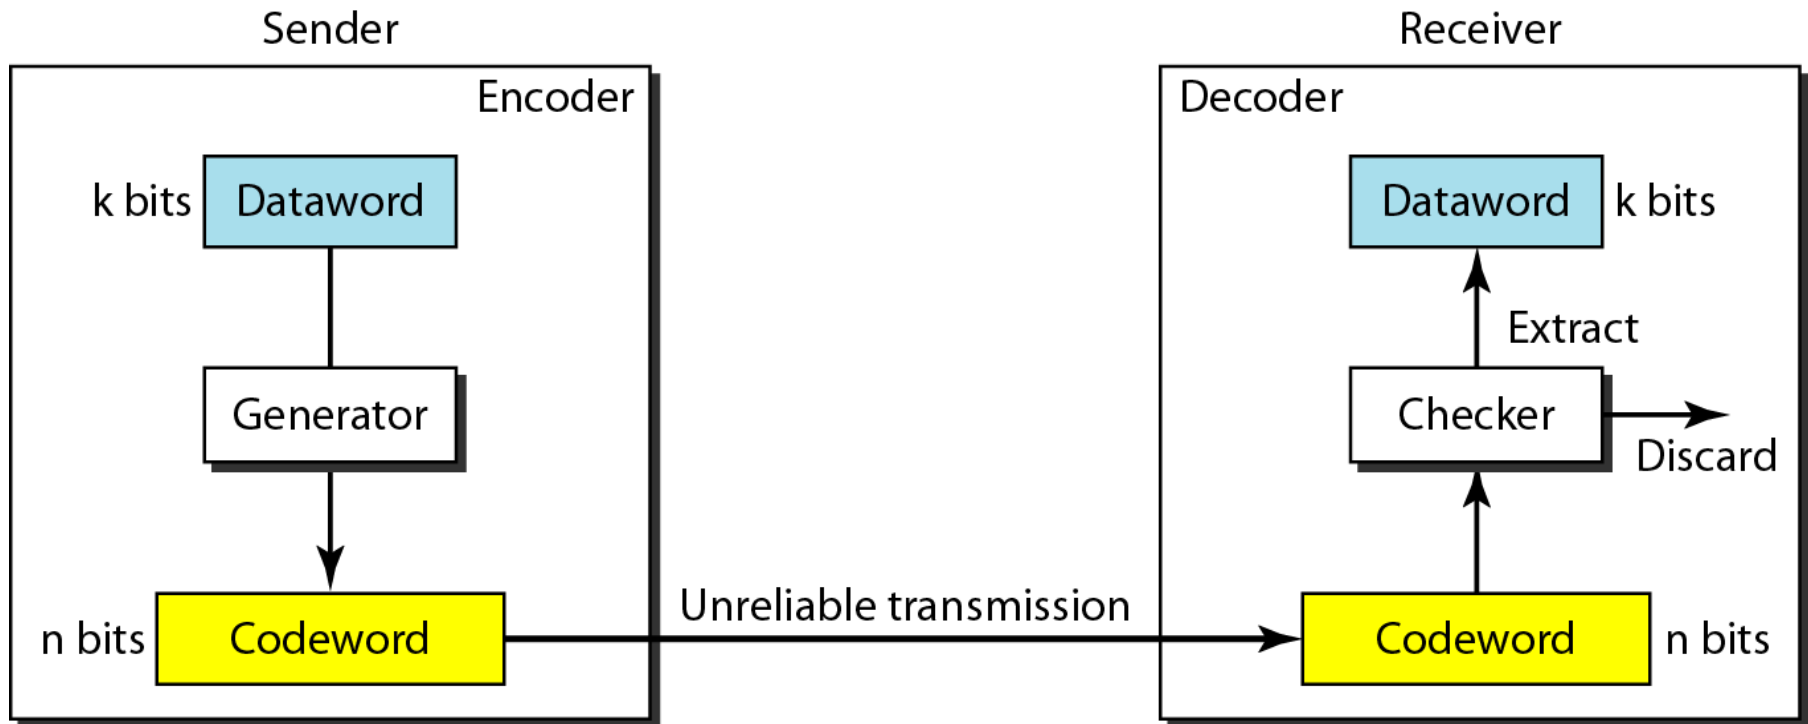 Sender
Receiver
Encoder
Decoder
k bits
Dataword
Dataword
k bits
Extract
Generator
Checker
Discard
Unreliable transmission
n bits
Codeword
Codeword
n bits